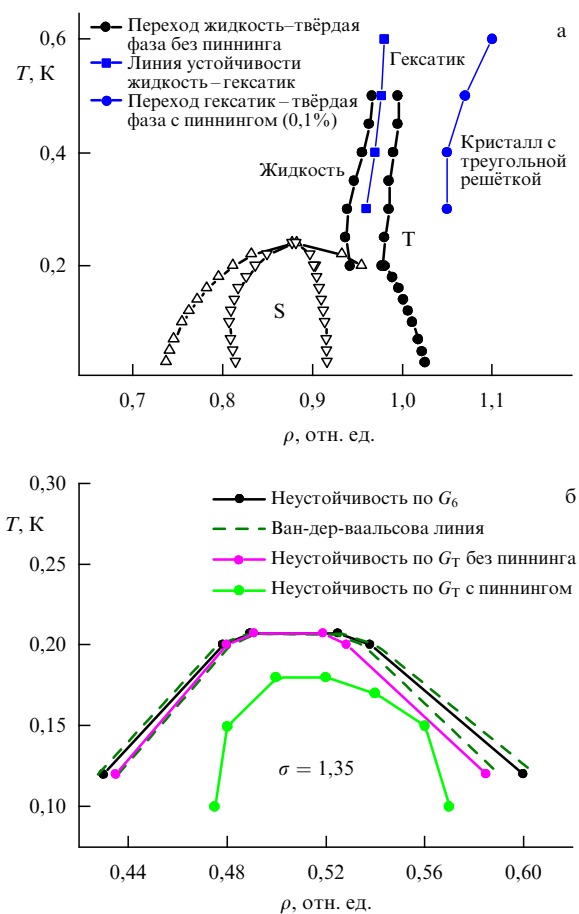 а
Переход жидкость–твёрдая
фаза без пиннинга
Линия устойчивости
жидкость–гексатик
Переход гексатик–твёрдая
фаза с пиннингом (0,1%)
T, К
0,6
0,4
0,2
Гексатик
Жидкость
Кристалл с
треугольной
решёткой
T
S
0,7 0,8 0,9 1,0 1,1
ρ, отн. ед.
б
T, К
0,30
0,25
0,20
0,15
0,10
Неустойчивость по G6
Ван-дер-ваальсова линия
Неустойчивость по GT без пиннинга
Неустойчивость по GT с пиннингом
σ = 1,35
0,44 0,48 0,52 0,56 0,60
ρ, отн. ед.